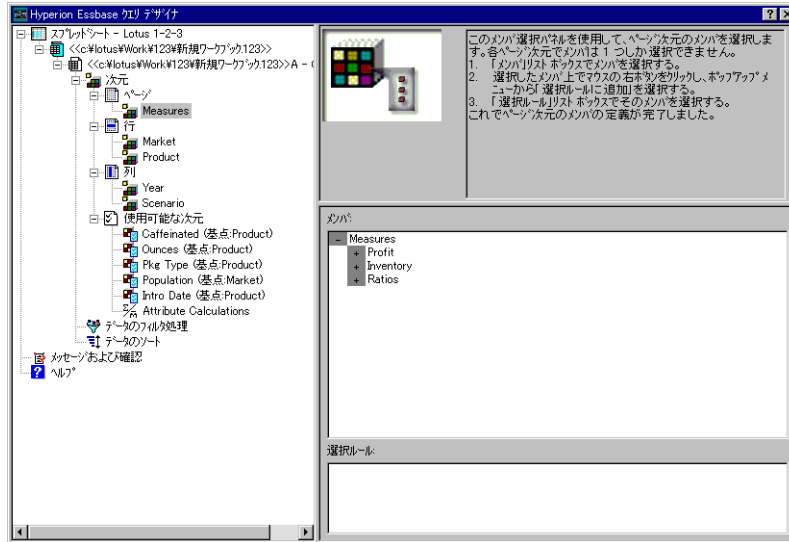 Hyperion Essbase クエリ デザイナ
スプレッドシート - Lotus 1-2-3
<<c:¥lotus¥Work¥123¥新規ワークブック.123>>
<<c:¥lotus¥Work¥123¥新規ワークブック.123>>A - (
次元
ページ
Measures
行
Market
Product
列
Year
Scenario
使用可能な次元
Caffeinated (基点:Product)
Ounces (基点:Product)
Pkg Type (基点:Product)
Population (基点:Market)
Intro Date (基点:Product)
Attribute Calculations
データのフィルタ処理
データのソート
メッセージおよび確認
ヘルプ
このメンバ選択パネルを使用して、ページ次元のメンバを選択しま
す。各ページ次元でメンバは 1 つしか選択できません。
1. 「メンバ」リスト ボックスでメンバを選択する。
2. 選択したメンバ上でマウスの右ボタンをクリックし、ポップアップ メ
ニューから「選択ルールに追加」を選択する。
3. 「選択ルール」リスト ボックスでそのメンバを選択する。
これでページ次元のメンバの定義が完了しました。
メンバ:
Measures
Profit
Inventory
Ratios
選択ルール: